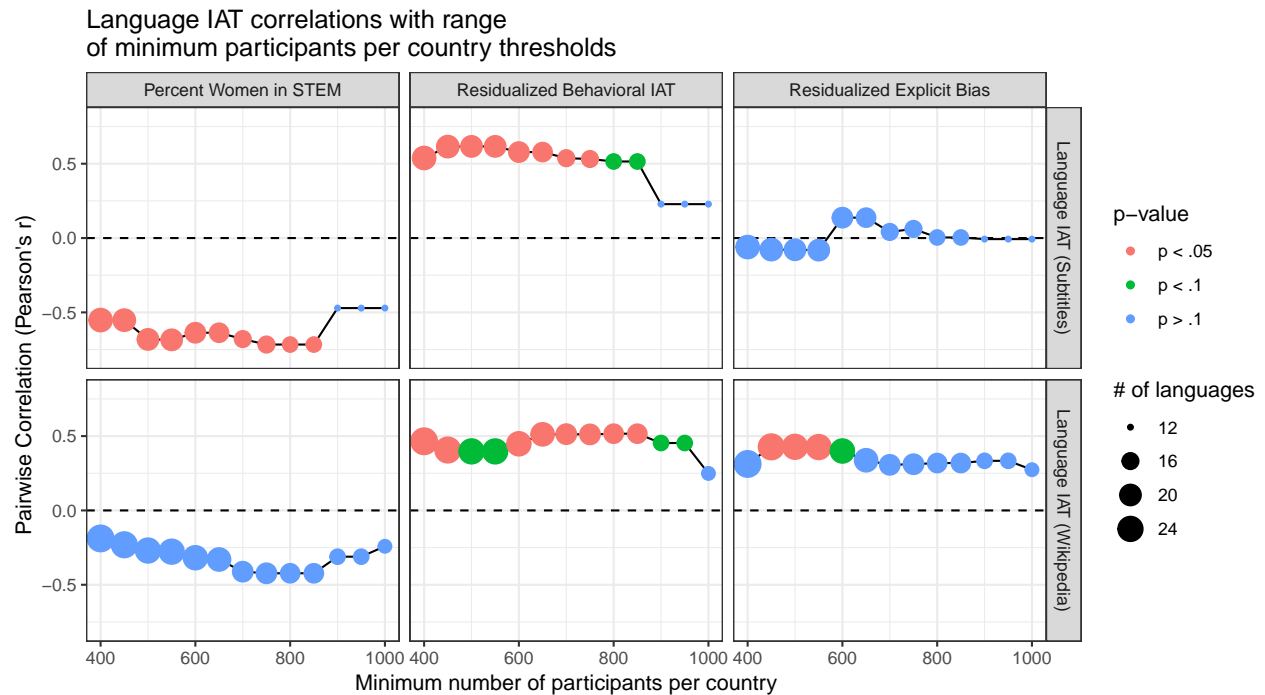 Language IAT correlations with range
of minimum participants per country thresholds
Percent Women in STEM
Residualized Behavioral IAT
Residualized Explicit Bias
Pairwise Correlation (Pearson's r)
0.5
0.0
−0.5
Language IAT (Subtitles)
0.5
0.0
−0.5
Language IAT (Wikipedia)
400 600 800 1000
400 600 800 1000
400 600 800 1000
Minimum number of participants per country
p−value
p < .05
p < .1
p > .1
# of languages
12
16
20
24